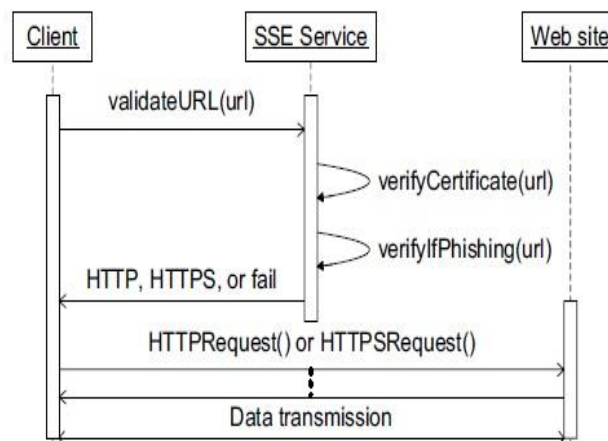 Client
SSE Service
Web site
validateURL(url)
verifyCertificate(url)
verifyIfPhishing(url)
HTTP, HTTPS, or fail
HTTPRequest() or HTTPSRequest()
Data transmission